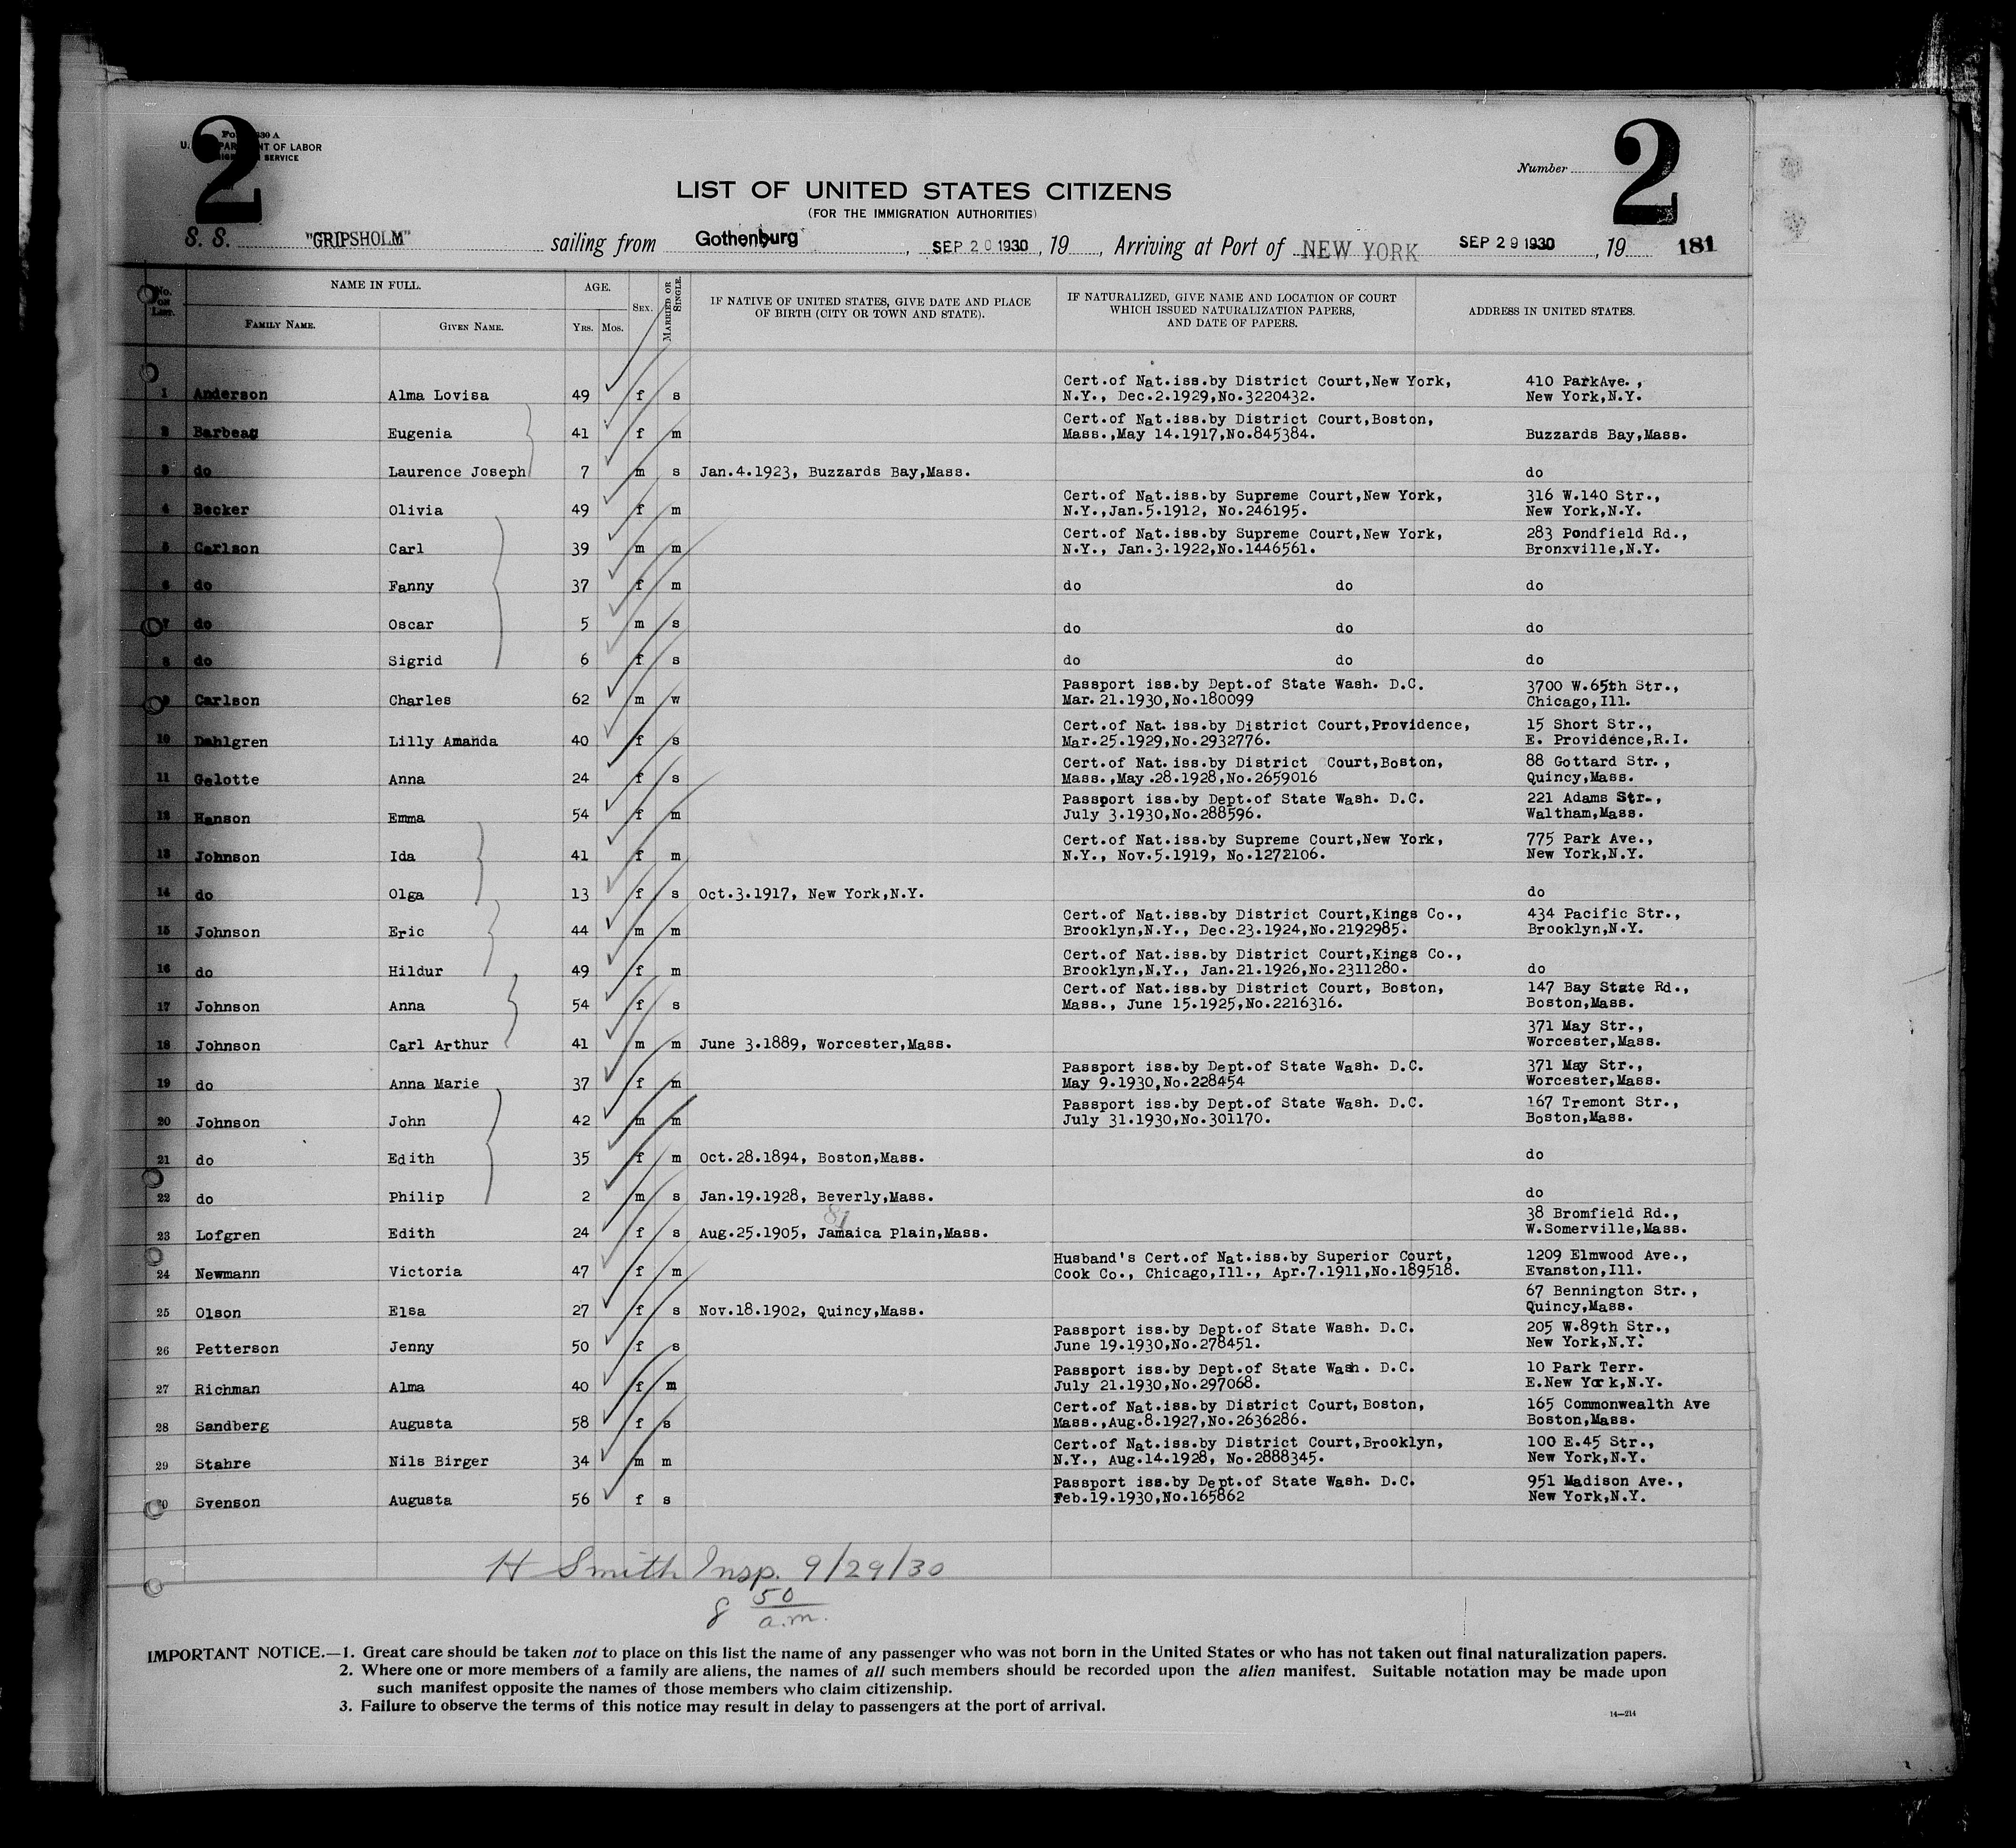 2
2
U. DEPARTMENT OF LABOR
SERVICE
Number
LIST OF UNITED STATES CITIZENS
(FOR THE IMMIGRATION AUTHORITIES)
S. S. "GRIPSHOLM" sailing from Gothenburg, SEP 20 1930, 19 , Arriving at Port of NEW YORK SEP 29 1930, 19 181
No. on List.
NAME IN FULL.
Family Name.
Given Name.
AGE.
Yrs. Mos.
Sex.
Married or Single.
IF NATIVE OF UNITED STATES, GIVE DATE AND PLACE
OF BIRTH (CITY OR TOWN AND STATE).
IF NATURALIZED, GIVE NAME AND LOCATION OF COURT
WHICH ISSUED NATURALIZATION PAPERS,
AND DATE OF PAPERS.
ADDRESS IN UNITED STATES.
Cert.of Nat.iss.by District Court,New York, 410 ParkAve.,
1 Anderson Alma Lovisa 49 f s N.Y., Dec.2.1929,No.3220432. New York,N.Y.
Cert.of Nat.iss.by District Court,Boston,
2 Barbeau Eugenia 41 f m Mass.,May 14.1917,No.845384. Buzzards Bay,Mass.
3 do Laurence Joseph 7 m s Jan.4.1923, Buzzards Bay,Mass. do
Cert.of Nat.iss.by Supreme Court,New York, 316 W.140 Str.,
4 Becker Olivia 49 f m N.Y.,Jan.5.1912, No.246195. New York,N.Y.
Cert.of Nat.iss.by Supreme Court,New York, 283 Pondfield Rd.,
5 Carlson Carl 39 m m N.Y., Jan.3.1922,No.1446561. Bronxville,N.Y.
6 do Fanny 37 f m do do do
7 do Oscar 5 m s do do do
8 do Sigrid 6 f s do do do
Passport iss.by Dept.of State Wash. D.C. 3700 W.65th Str.,
9 Carlson Charles 62 m w Mar.21.1930,No.180099 Chicago,Ill.
Cert.of Nat.iss.by District Court,Providence, 15 Short Str.,
10 Dahlgren Lilly Amanda 40 f s Mar.25.1929,No.2932776. E. Providence,R.I.
Cert.of Nat.iss.by District Court,Boston, 88 Gottard Str.,
11 Gelotte Anna 24 f s Mass.,May .28.1928,No.2659016 Quincy,Mass.
Passport iss.by Dept.of State Wash. D.C. 221 Adams Str.,
12 Hanson Emma 54 f m July 3.1930,No.288596. Waltham,Mass.
Cert.of Nat.iss.by Supreme Court,New York, 775 Park Ave.,
13 Johnson Ida 41 f m N.Y., Nov.5.1919, No.1272106. New York,N.Y.
14 do Olga 13 f s Oct.3.1917, New York,N.Y. do
Cert.of Nat.iss.by District Court,Kings Co., 434 Pacific Str.,
15 Johnson Eric 44 m m Brooklyn,N.Y., Dec.23.1924,No.2192985. Brooklyn,N.Y.
Cert.of Nat.iss.by District Court,Kings Co.,
16 do Hildur 49 f m Brooklyn,N.Y., Jan.21.1926,No.2311280. do
Cert.of Nat.iss.by District Court, Boston, 147 Bay State Rd.,
17 Johnson Anna 54 f s Mass., June 15.1925,No.2216316. Boston,Mass.
371 May Str.,
18 Johnson Carl Arthur 41 m m June 3.1889, Worcester,Mass. Worcester,Mass.
Passport iss.by Dept.of State Wash. D.C. 371 May Str.,
19 do Anna Marie 37 f m May 9.1930,No.228454 Worcester,Mass.
Passport iss.by Dept.of State Wash. D.C. 167 Tremont Str.,
20 Johnson John 42 m m July 31.1930,No.301170. Boston,Mass.
21 do Edith 35 f m Oct.28.1894, Boston,Mass. do
22 do Philip 2 m s Jan.19.1928, Beverly,Mass. do
38 Bromfield Rd.,
23 Lofgren Edith 24 f s Aug.25.1905, Jamaica Plain,Mass. W.Somerville,Mass.
Husband's Cert.of Nat.iss.by Superior Court, 1209 Elmwood Ave.,
24 Newmann Victoria 47 f m Cook Co., Chicago,Ill., Apr.7.1911,No.189518. Evanston,Ill.
67 Bennington Str.,
25 Olson Elsa 27 f s Nov.18.1902, Quincy,Mass. Quincy,Mass.
Passport iss.by Dept.of State Wash. D.C. 205 W.89th Str.,
26 Petterson Jenny 50 f s June 19.1930,No.278451. New York,N.Y.
Passport iss.by Dept.of State Wash. D.C. 10 Park Terr.
27 Richman Alma 40 f m July 21.1930,No.297068. E.New York,N.Y.
Cert.of Nat.iss.by District Court,Boston, 165 Commonwealth Ave
28 Sandberg Augusta 58 f s Mass.,Aug.8.1927,No.2636286. Boston,Mass.
Cert.of Nat.iss.by District Court,Brooklyn, 100 E.45 Str.,
29 Stahre Nils Birger 34 m m N.Y., Aug.14.1928, No.2888345. New York,N.Y.
Passport iss.by Dept.of State Wash. D.C. 951 Madison Ave.,
30 Svenson Augusta 56 f s Feb.19.1930,No.165862 New York,N.Y.
H Smith Insp. 9/29/30
8 50
a.m.
IMPORTANT NOTICE.—1. Great care should be taken not to place on this list the name of any passenger who was not born in the United States or who has not taken out final naturalization papers.
2. Where one or more members of a family are aliens, the names of all such members should be recorded upon the alien manifest. Suitable notation may be made upon
such manifest opposite the names of those members who claim citizenship.
3. Failure to observe the terms of this notice may result in delay to passengers at the port of arrival.
14—214